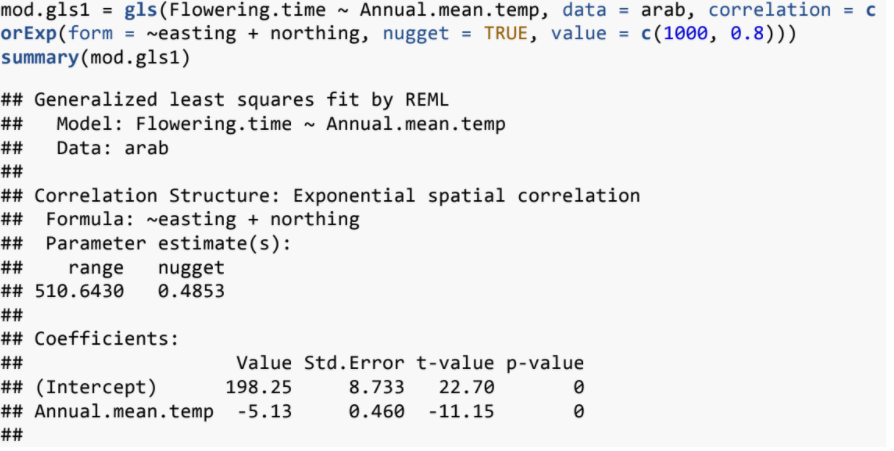 mod.gls1 = gls(Flowering.time ~ Annual.mean.temp, data = arab, correlation = c
orExp(form = ~easting + northing, nugget = TRUE, value = c(1000, 0.8)))
summary(mod.gls1)
## Generalized least squares fit by REML
##   Model: Flowering.time ~ Annual.mean.temp
##   Data: arab
##
## Correlation Structure: Exponential spatial correlation
##  Formula: ~easting + northing
##  Parameter estimate(s):
##    range   nugget
## 510.6430   0.4853
##
## Coefficients:
##                   Value Std.Error t-value p-value
## (Intercept)      198.25     8.733   22.70       0
## Annual.mean.temp  -5.13     0.460  -11.15       0
##